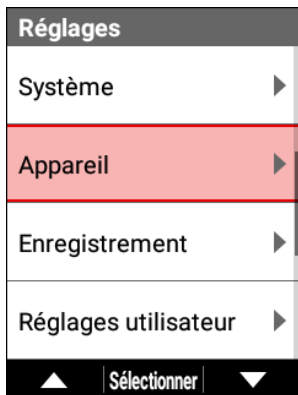 Réglages
Système
Appareil
Enregistrement
Réglages utilisateur
Sélectionner